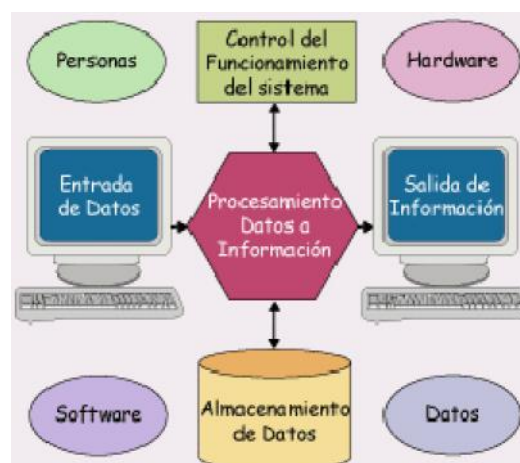 Personas
Control del
Funcionamiento
del sistema
Hardware
Entrada
de Datos
Procesamiento
Datos a
Información
Salida de
Información
Software
Almacenamiento
de Datos
Datos